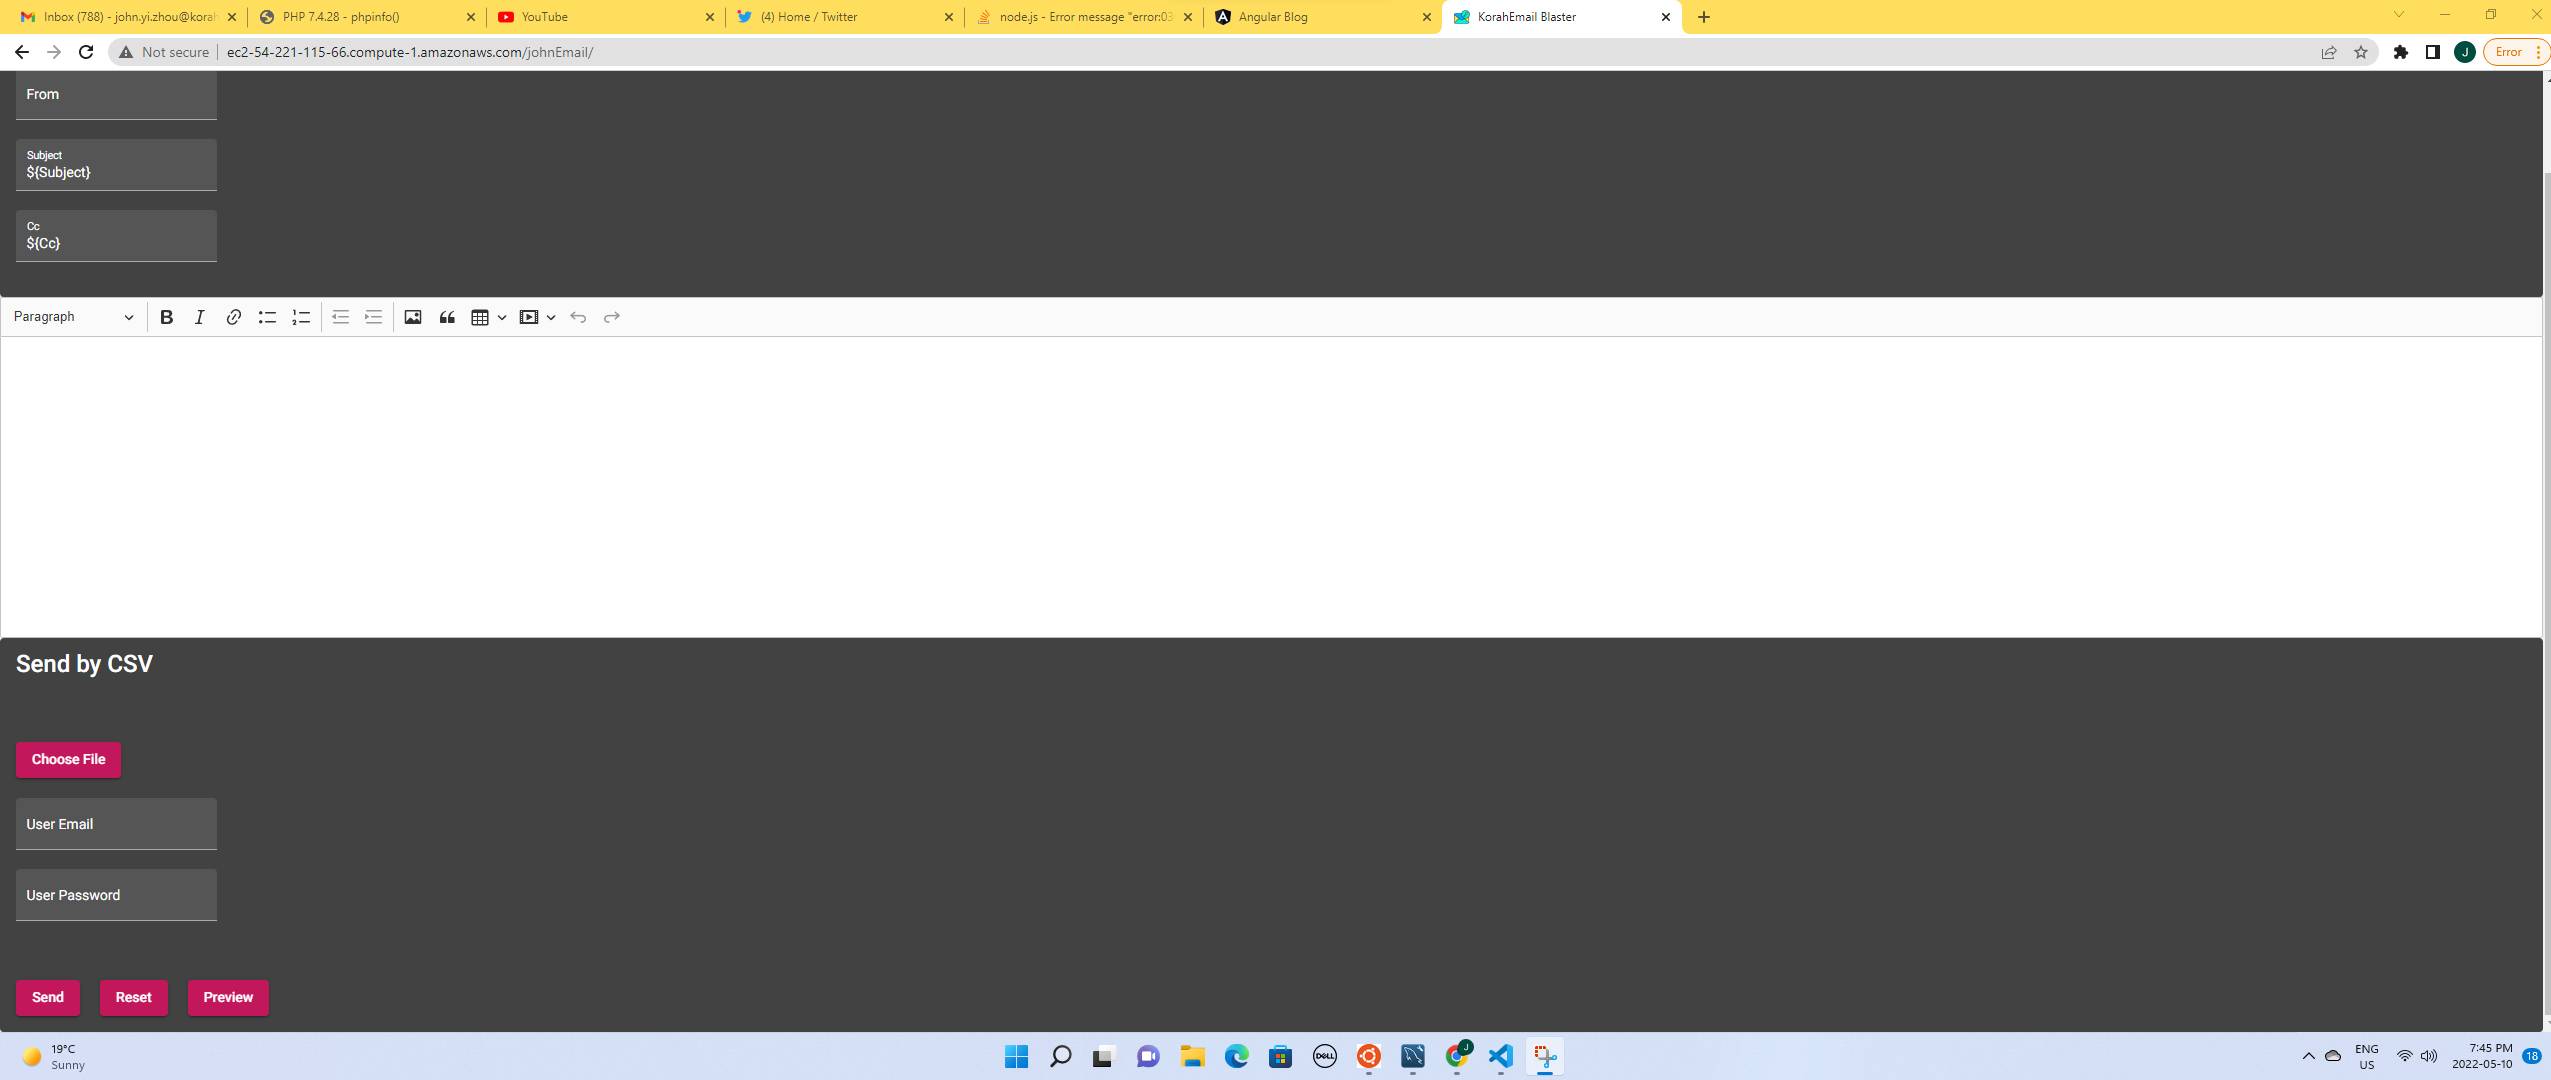 Inbox (788) - john.yi.zhou@korah
PHP 7.4.28 - phpinfo()
YouTube
(4) Home / Twitter
node.js - Error message "error:03
Angular Blog
KorahEmail Blaster
Not secure
ec2-54-221-115-66.compute-1.amazonaws.com/johnEmail/
J
Error
From
Subject
${Subject}
Cc
${Cc}
Paragraph
Send by CSV
Choose File
User Email
User Password
Send
Reset
Preview
19°C
Sunny
DELL
J
ENG
US
7:45 PM
2022-05-10
18